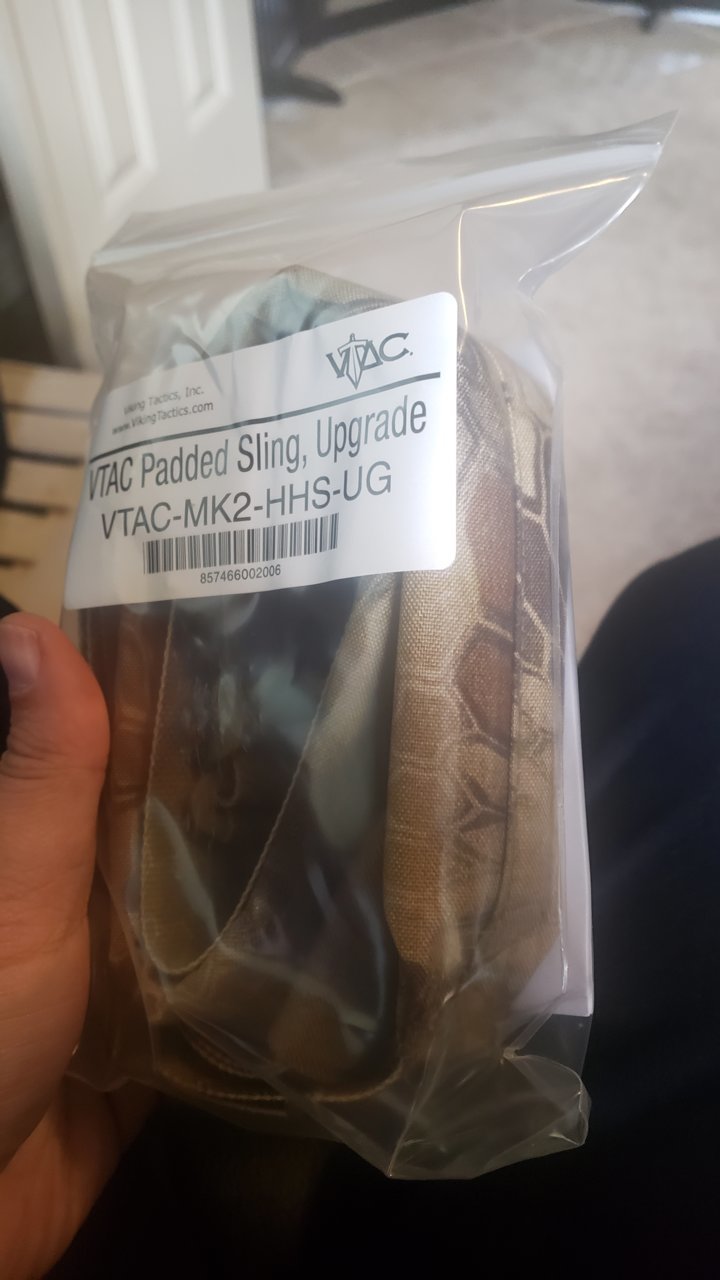 VTAC
Viking Tactics, Inc.
www.VikingTactics.com
VTAC Padded Sling, Upgrade
VTAC-MK2-HHS-UG
857466002006